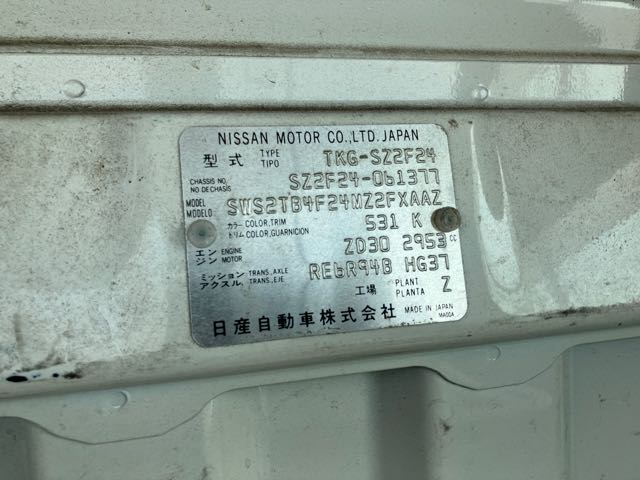 NISSAN MOTOR CO., LTD. JAPAN
型式 TYPE TIPO TKG-SZ2F24
CHASSIS NO. NO DECHASIS SZ2F24-061377
MODEL MODELO SWS2TB4F24MZ2FXAAZ
カラー トリム COLOR, TRIM COLOR, GUARNICION 531 K
エンジン ENGINE MOTOR ZD30 2953 CC
ミッション アクスル TRANS., AXLE TRANS., EJE RE6R94B HG37
工場 PLANT PLANTA Z
日産自動車株式会社 MADE IN JAPAN